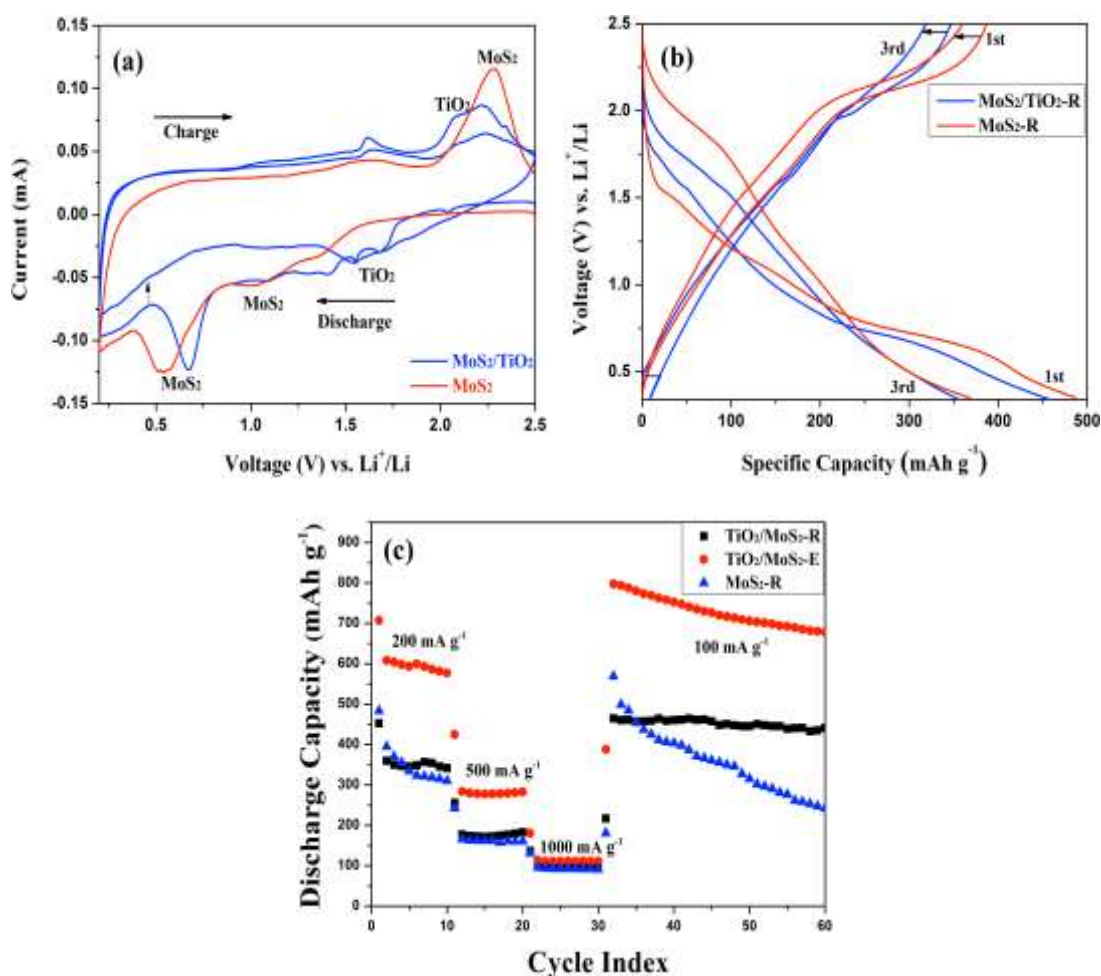 (a)
MoS₂
TiO₂
Charge
TiO₂
MoS₂
Discharge
MoS₂
MoS₂/TiO₂
MoS₂
0.15
0.10
0.05
0.00
-0.05
-0.10
-0.15
Current (mA)
0.5 1.0 1.5 2.0 2.5
Voltage (V) vs. Li⁺/Li
(b)
3rd
1st
MoS₂/TiO₂-R
MoS₂-R
3rd
1st
2.5
2.0
1.5
1.0
0.5
Voltage (V) vs. Li⁺/Li
0 100 200 300 400 500
Specific Capacity (mAh g⁻¹)
(c)
TiO₂/MoS₂-R
TiO₂/MoS₂-E
MoS₂-R
200 mA g⁻¹
500 mA g⁻¹
1000 mA g⁻¹
100 mA g⁻¹
900
800
700
600
500
400
300
200
100
0
Discharge Capacity (mAh g⁻¹)
0 10 20 30 40 50 60
Cycle Index